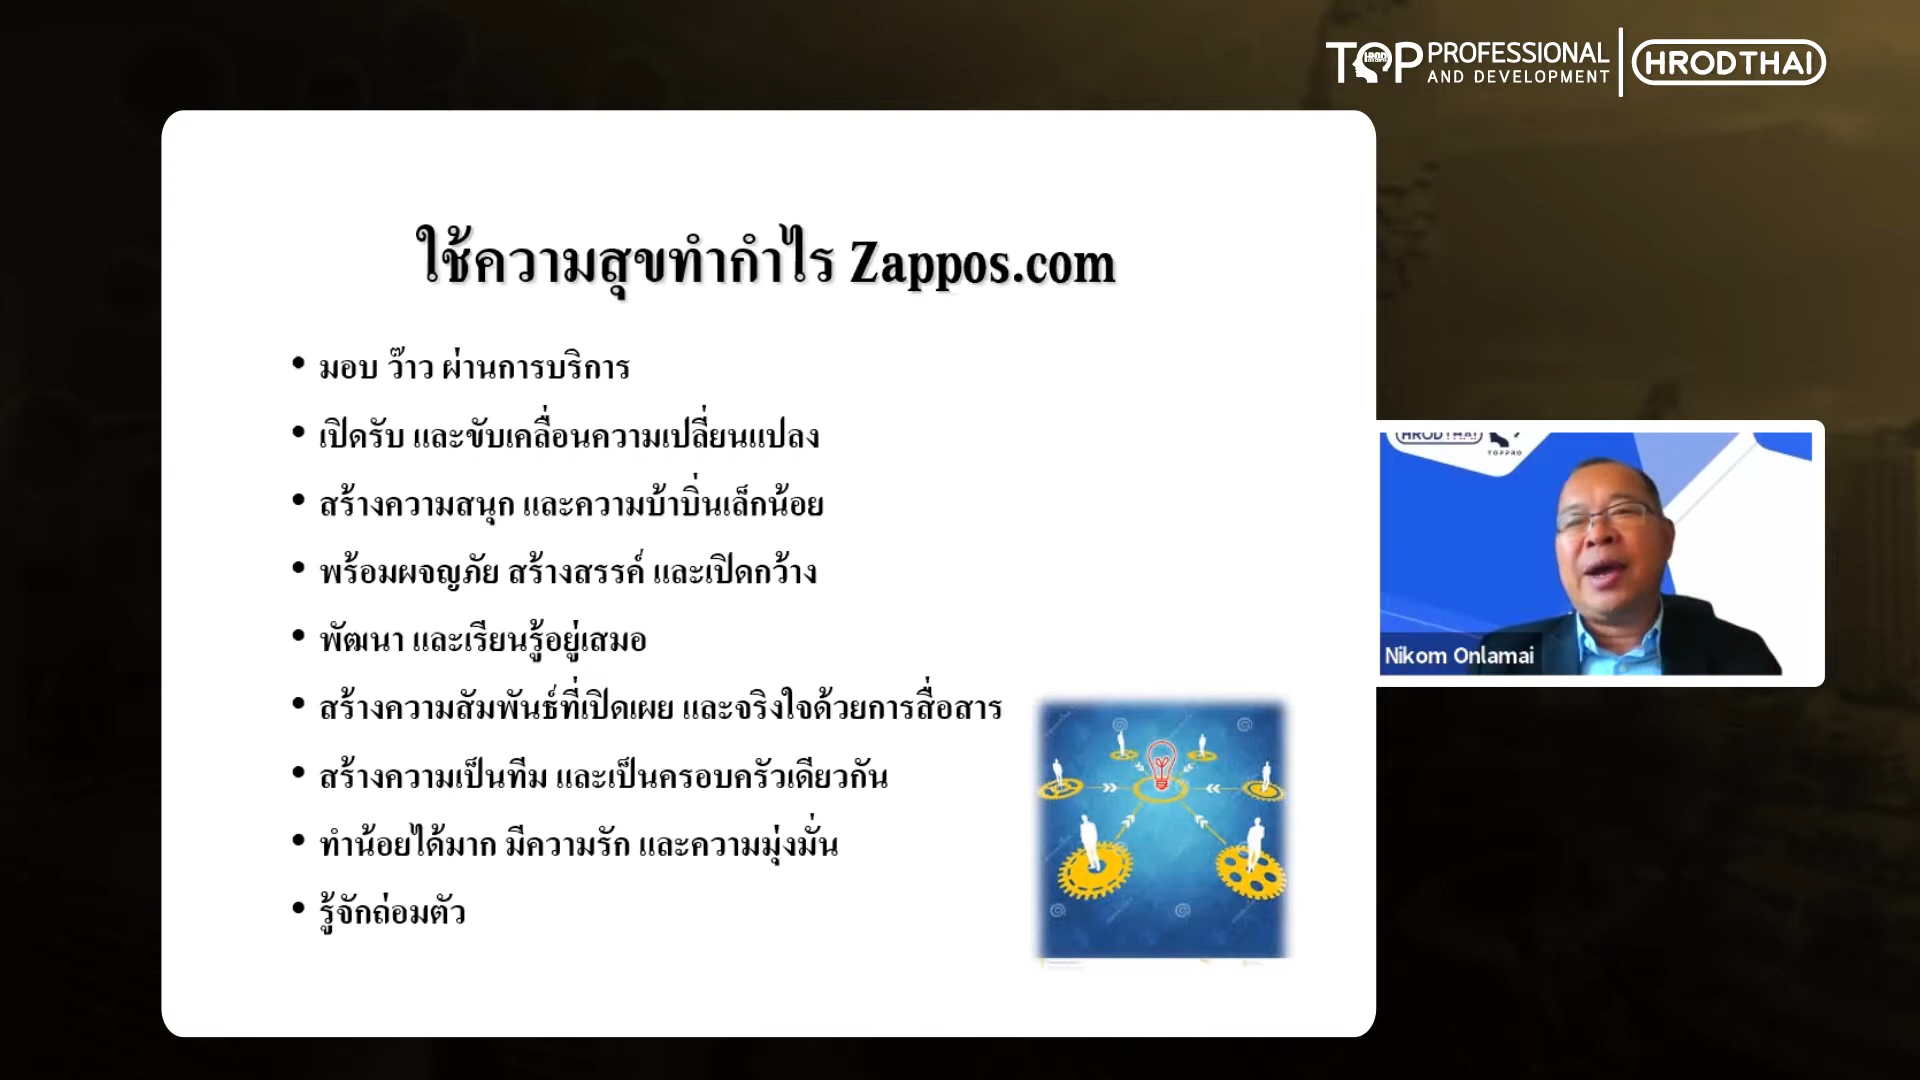 TOP PROFESSIONAL
AND DEVELOPMENT
HRODTHAI
ใช้ความสุขทำกำไร Zappos.com
• มอบ ว๊าว ผ่านการบริการ
• เปิดรับ และขับเคลื่อนความเปลี่ยนแปลง
• สร้างความสนุก และความบ้าบิ่นเล็กน้อย
• พร้อมผจญภัย สร้างสรรค์ และเปิดกว้าง
• พัฒนา และเรียนรู้อยู่เสมอ
• สร้างความสัมพันธ์ที่เปิดเผย และจริงใจด้วยการสื่อสาร
• สร้างความเป็นทีม และเป็นครอบครัวเดียวกัน
• ทำน้อยได้มาก มีความรัก และความมุ่งมั่น
• รู้จักถ่อมตัว
HRODTHAI
TOPPRO
Nikom Onlamai